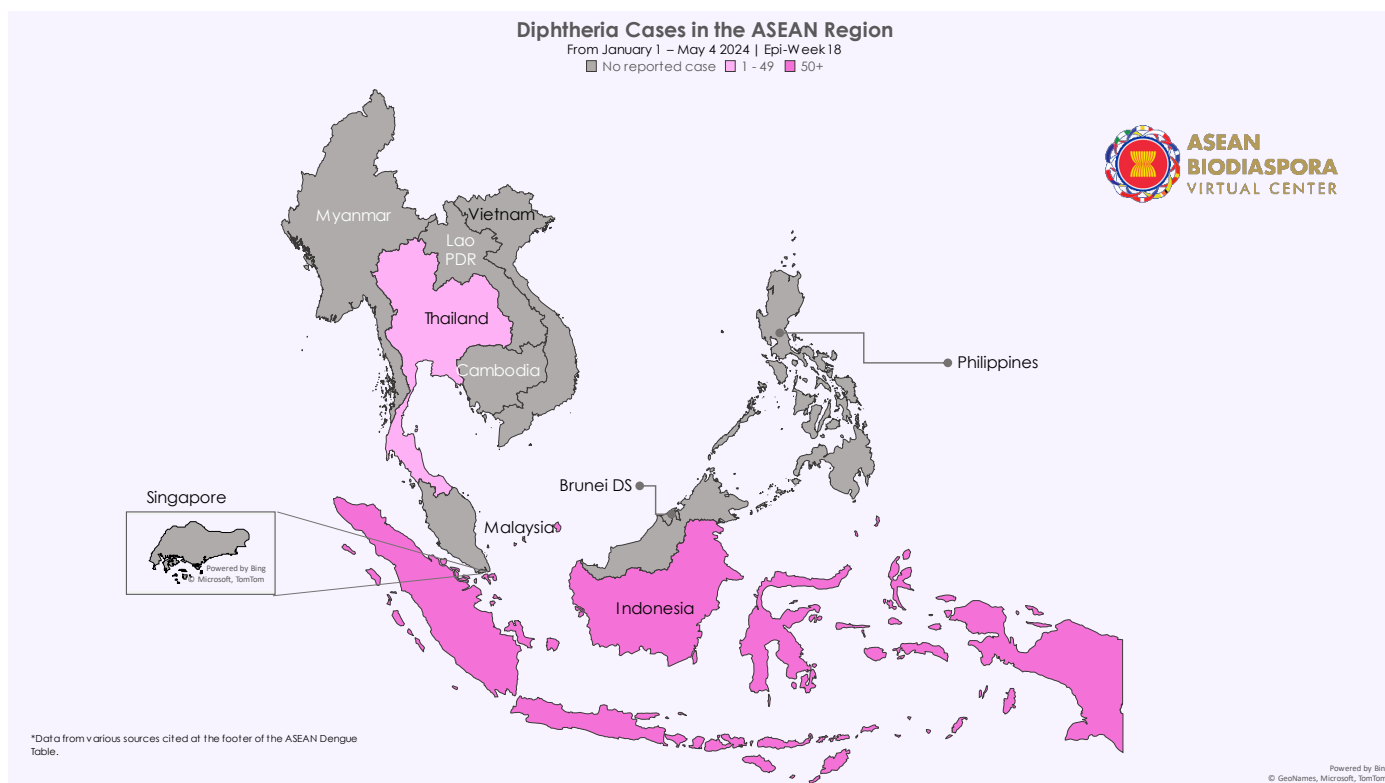 Diphtheria Cases in the ASEAN Region
From January 1 – May 4 2024 | Epi-Week 18
No reported case 1 - 49 50+
ASEAN
BIODIASPORA
VIRTUAL CENTER
Myanmar
Vietnam
Lao
PDR
Thailand
Cambodia
Philippines
Brunei DS
Singapore
Malaysia
Powered by Bing
© Microsoft, TomTom
Indonesia
*Data from various sources cited at the footer of the ASEAN Dengue
Table.
Powered by Bin
© GeoNames, Microsoft, TomTom